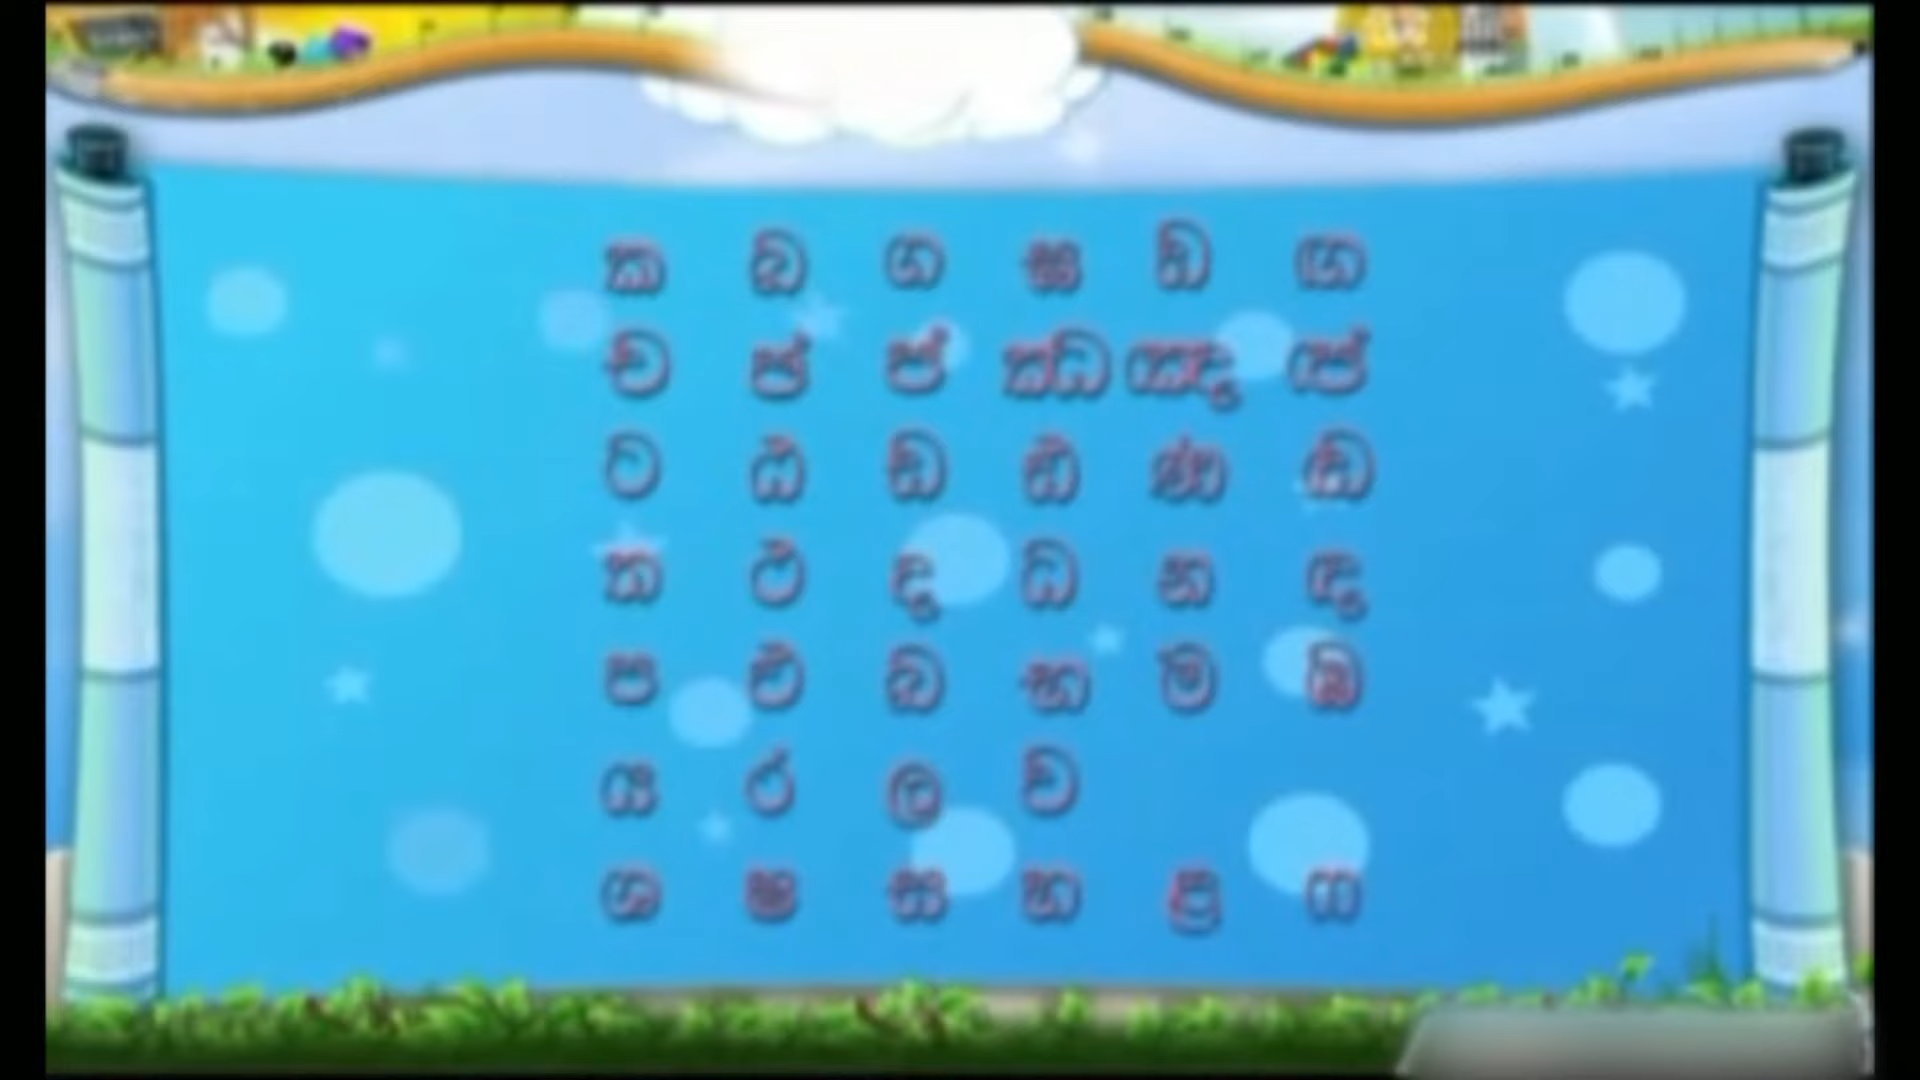 ක ඛ ග ඝ ඞ ඟ
ච ඡ ජ ඣ ඤ ඦ
ට ඨ ඩ ඪ ණ ඬ
ත ථ ද ධ න ඳ
ප ඵ බ භ ම ඹ
ය ර ල ව
ශ ෂ ස හ ළ ෆ